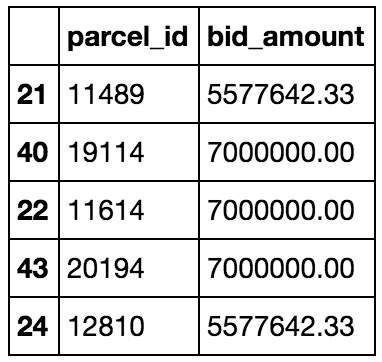 parcel_id bid_amount
21 11489 5577642.33
40 19114 7000000.00
22 11614 7000000.00
43 20194 7000000.00
24 12810 5577642.33